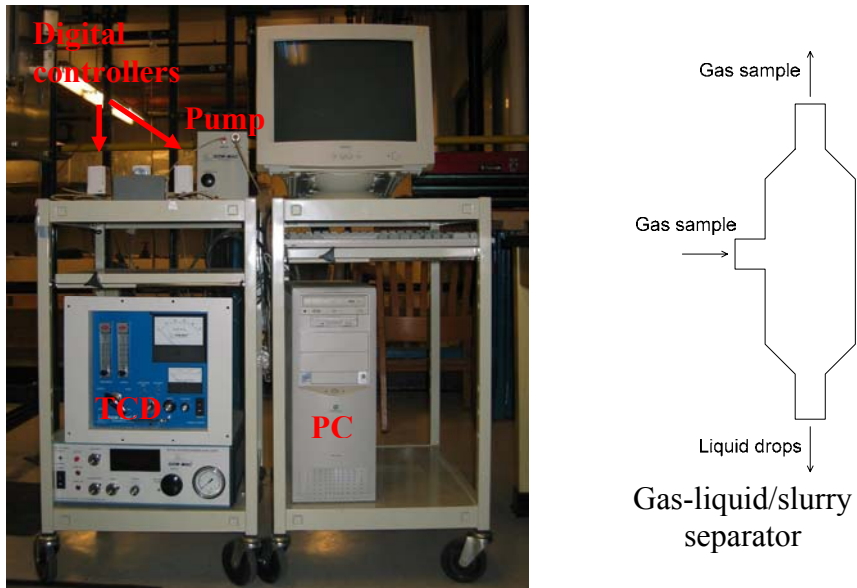 Digital
controllers
Pump
TCD
PC
Gas sample
Gas sample
Liquid drops
Gas-liquid/slurry
separator